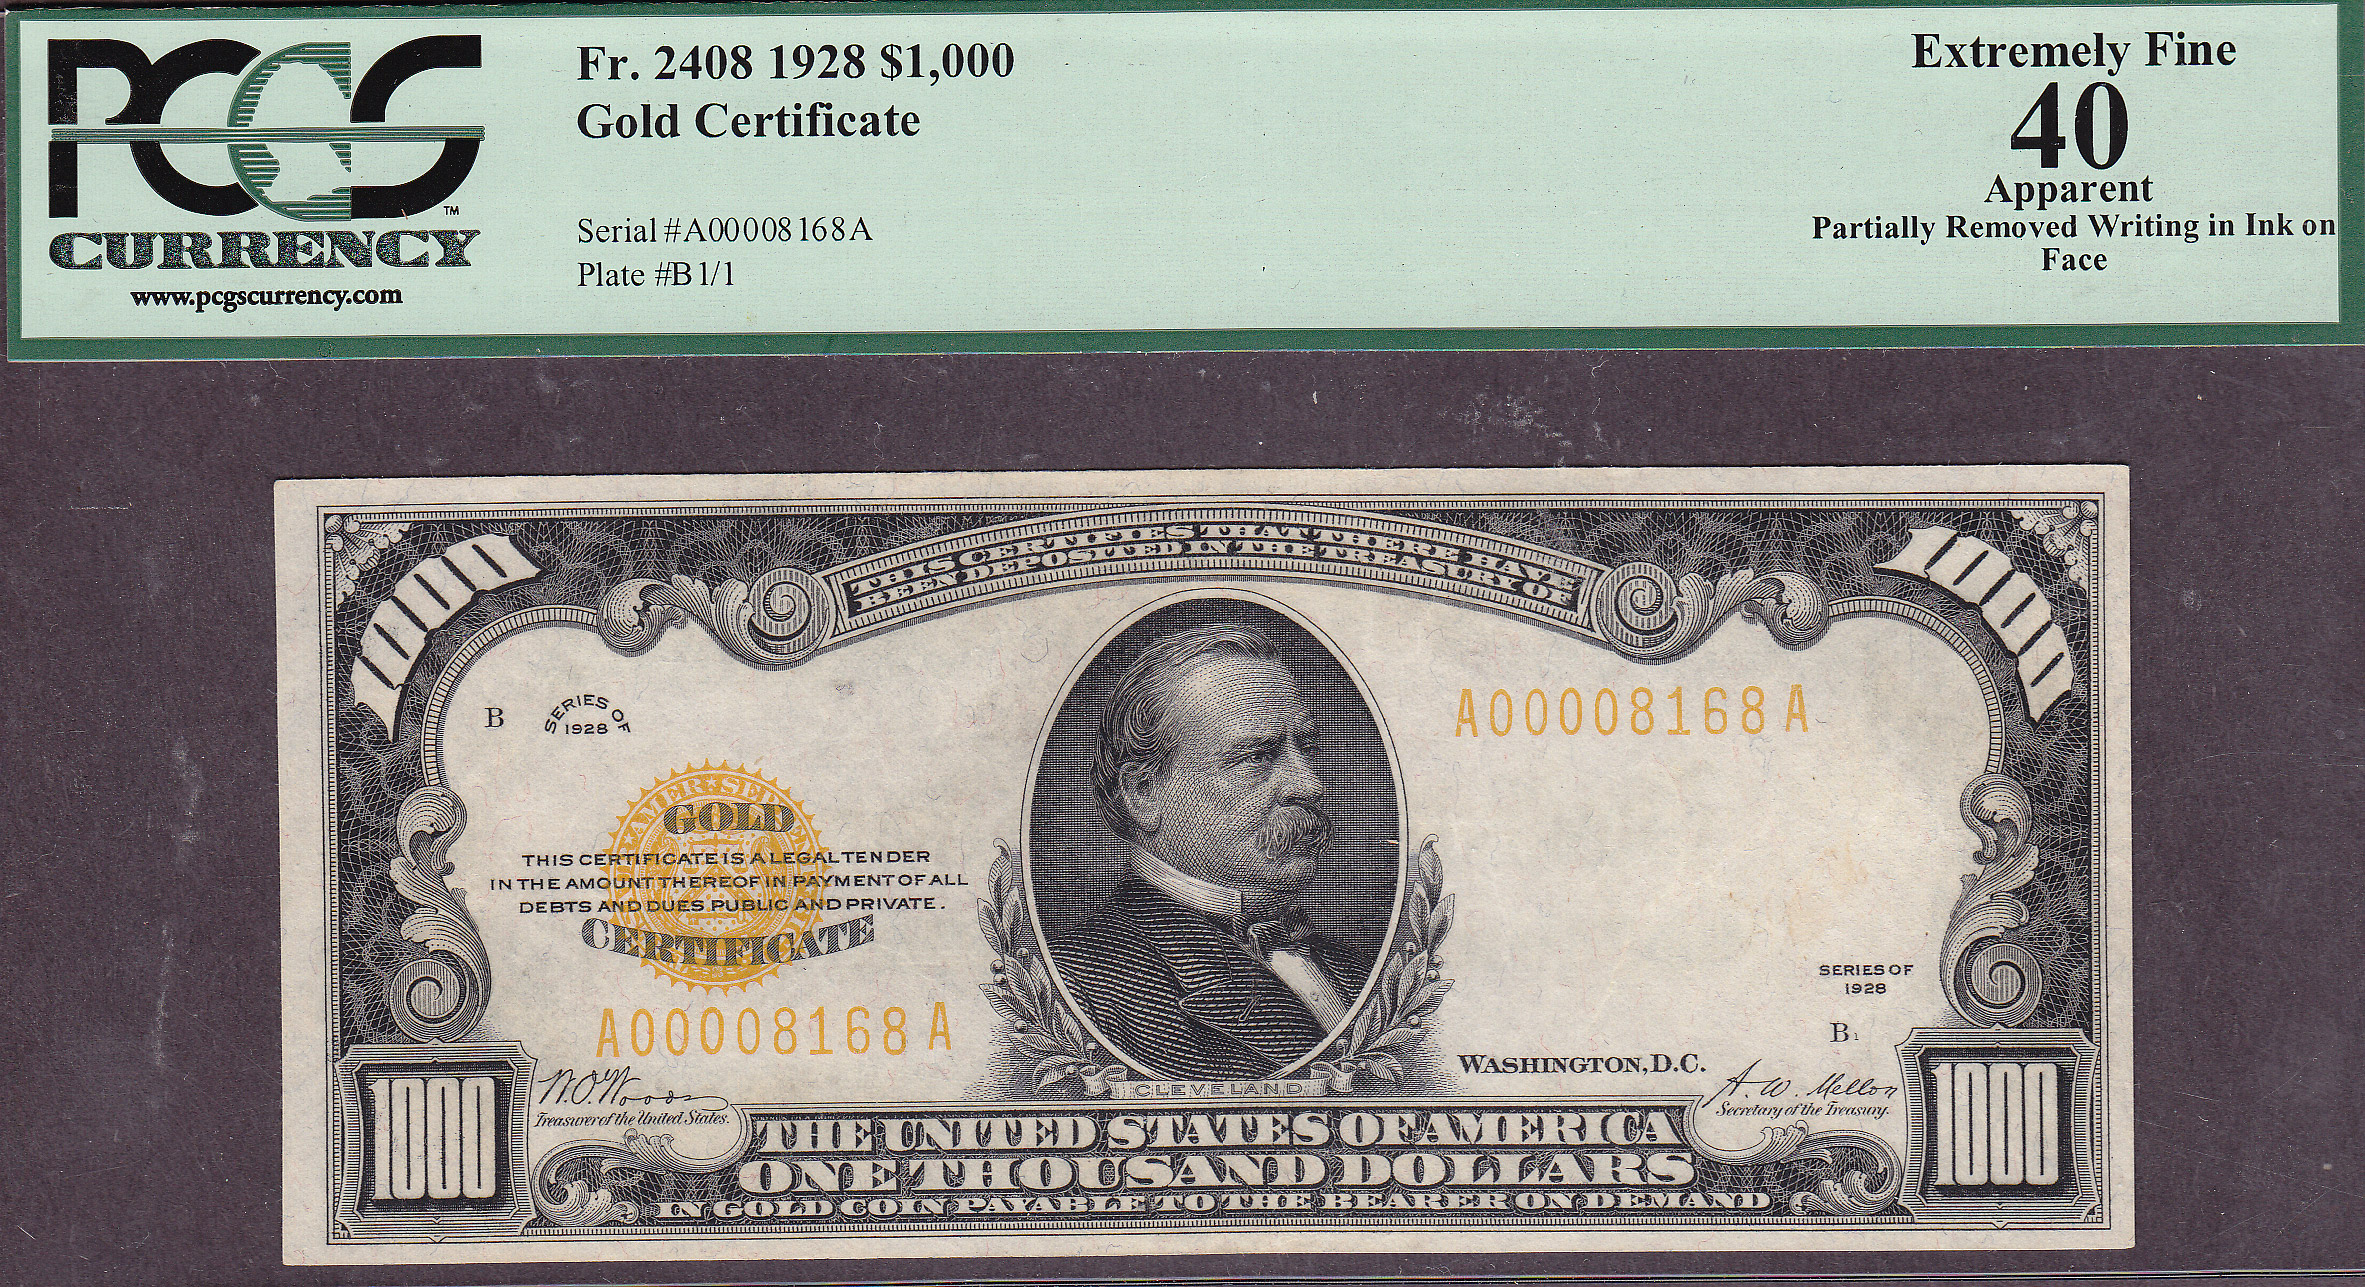 PCGS
CURRENCY
TM
www.pcgscurrency.com
Fr. 2408 1928 $1,000
Gold Certificate
Serial #A00008168A
Plate #B1/1
Extremely Fine
40
Apparent
Partially Removed Writing in Ink on
Face
THIS CERTIFIES THAT THERE HAVE
BEEN DEPOSITED IN THE TREASURY OF
1000
1000
B
SERIES OF
1928
A00008168A
GOLD
THIS CERTIFICATE IS A LEGAL TENDER
IN THE AMOUNT THEREOF IN PAYMENT OF ALL
DEBTS AND DUES PUBLIC AND PRIVATE.
CERTIFICATE
A00008168A
SERIES OF
1928
B1
WASHINGTON, D.C.
W.O. Woods
Treasurer of the United States.
CLEVELAND
A. W. Mellon
Secretary of the Treasury.
1000
THE UNITED STATES OF AMERICA
ONE THOUSAND DOLLARS
IN GOLD COIN PAYABLE TO THE BEARER ON DEMAND
1000